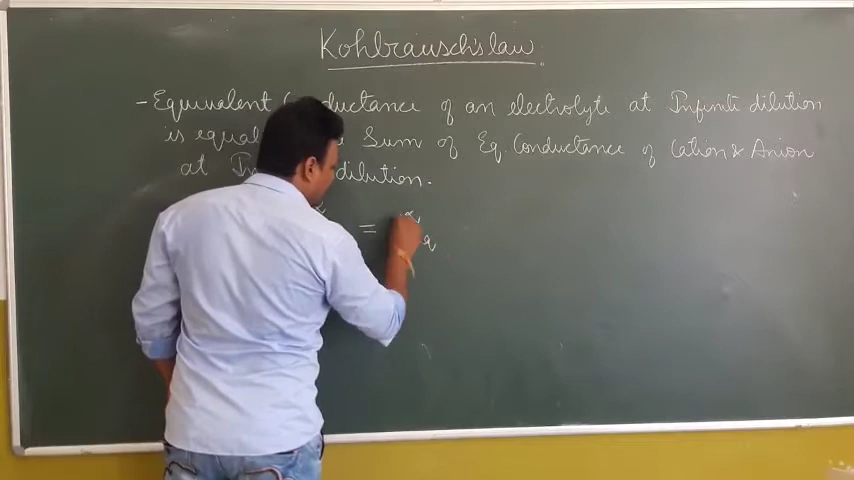 Kohlrausch's law
- Equivalent Conductance of an electrolyte at Infinite dilution
is equal Sum of Eq. Conductance of Cation & Anion
at dilution.
= ∝ q